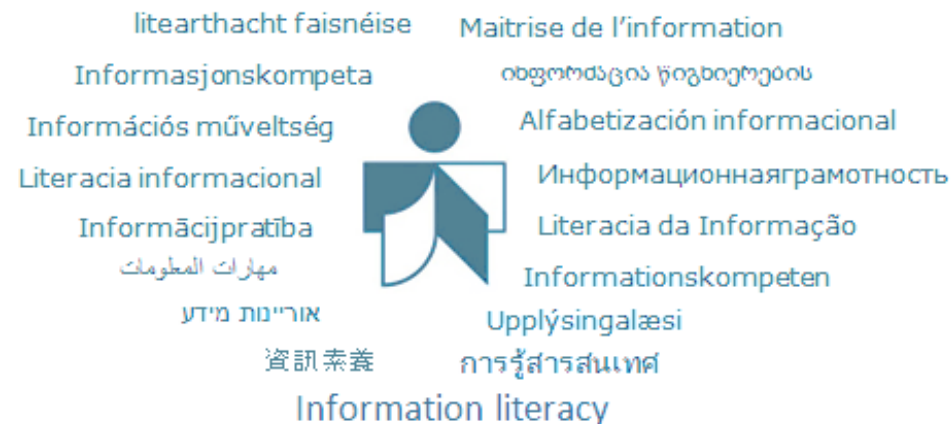 litearthacht faisnéise
Maitrise de l'information
Informasjonskompeta
ინფორმაცია წიგნიერების
Információs műveltség
Alfabetización informacional
Literacia informacional
Информационнаяграмотность
Informācijpratība
Literacia da Informação
مهارات المعلومات
Informationskompeten
אוריינות מידע
Upplýsingalæsi
資訊素養
การรู้สารสนเทศ
Information literacy